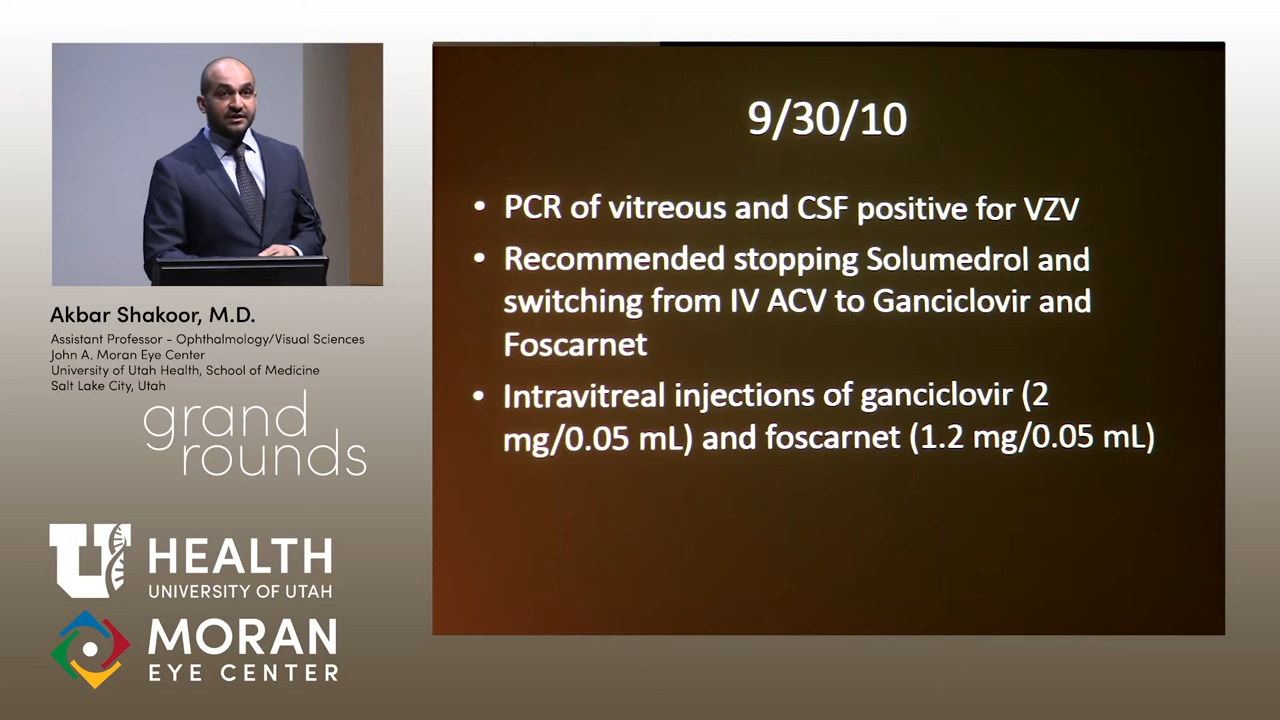 9/30/10
• PCR of vitreous and CSF positive for VZV
• Recommended stopping Solumedrol and
switching from IV ACV to Ganciclovir and
Foscarnet
• Intravitreal injections of ganciclovir (2
mg/0.05 mL) and foscarnet (1.2 mg/0.05 mL)
Akbar Shakoor, M.D.
Assistant Professor - Ophthalmology/Visual Sciences
John A. Moran Eye Center
University of Utah Health, School of Medicine
Salt Lake City, Utah
grand
rounds
U HEALTH
UNIVERSITY OF UTAH
MORAN
EYE CENTER